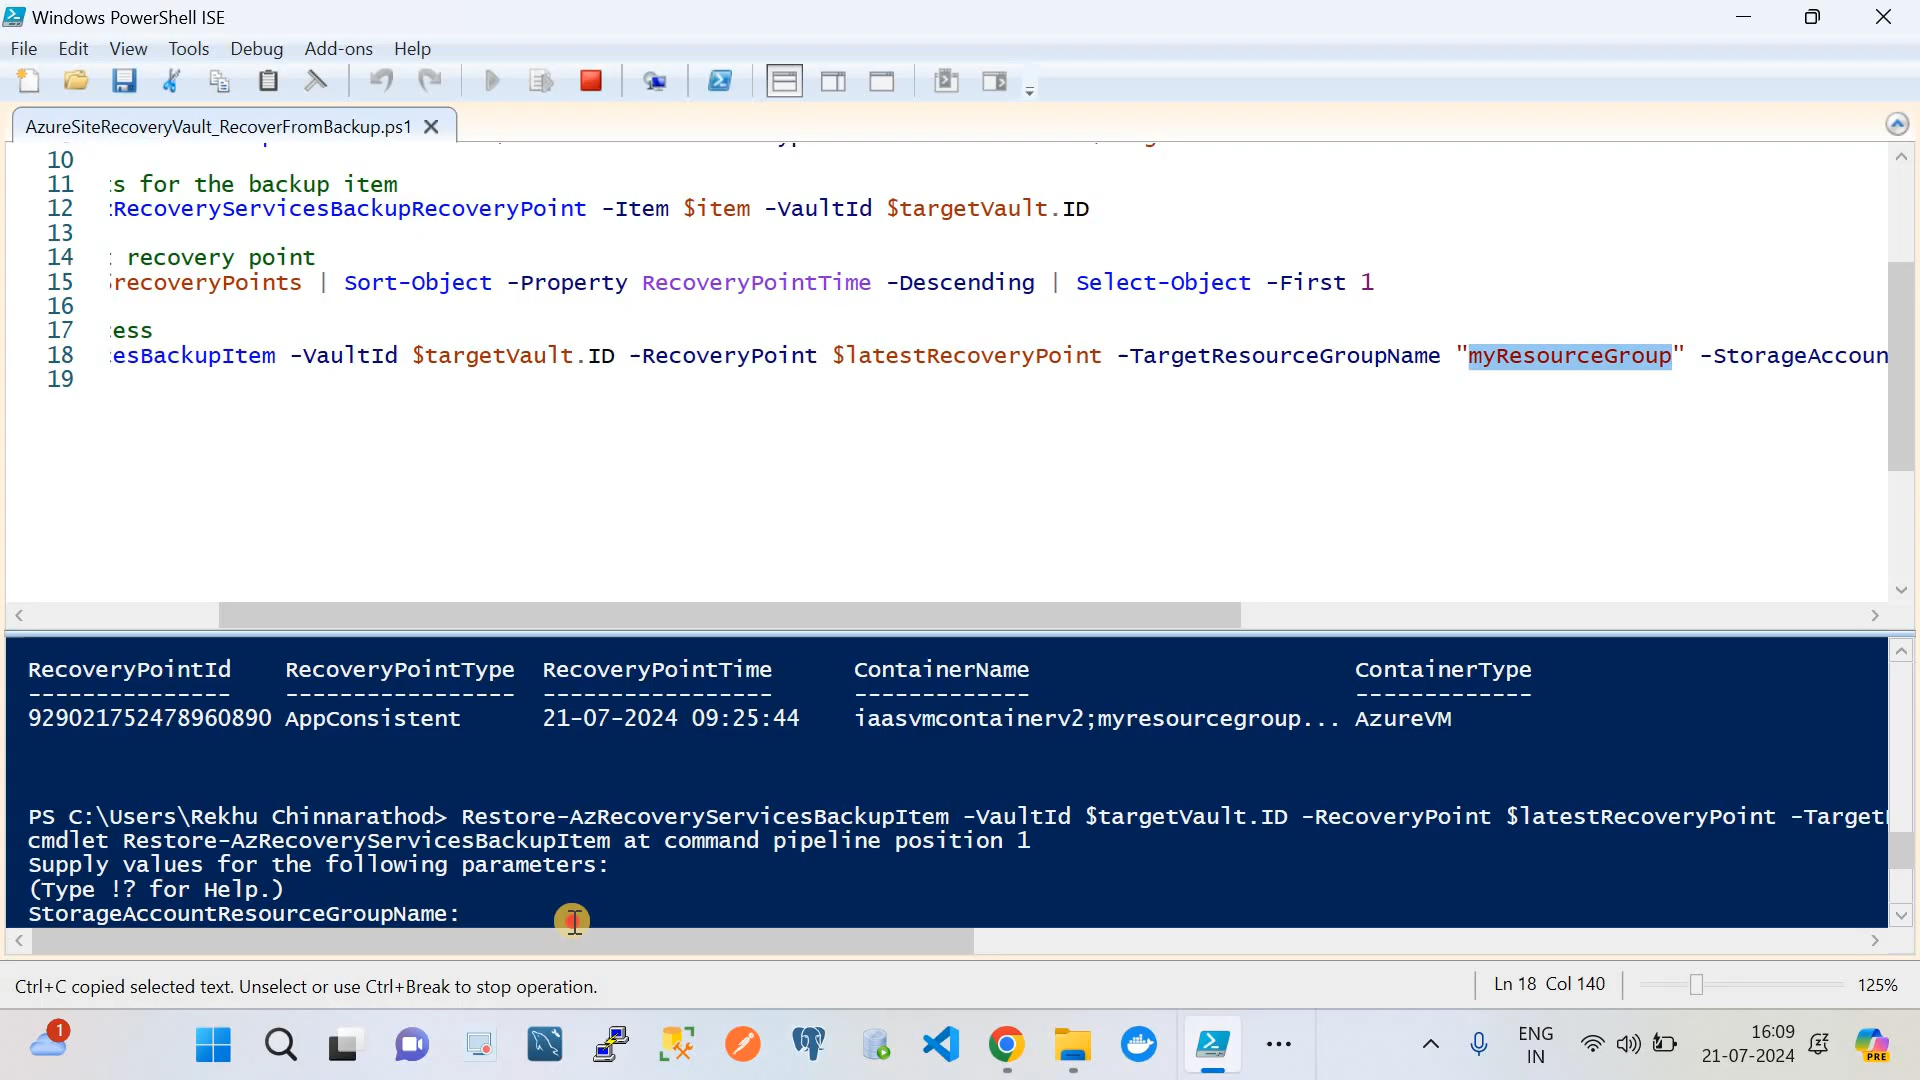 Windows PowerShell ISE
File Edit View Tools Debug Add-ons Help
AzureSiteRecoveryVault_RecoverFromBackup.ps1
10
11 s for the backup item
12 RecoveryServicesBackupRecoveryPoint -Item $item -VaultId $targetVault.ID
13
14 recovery point
15 recoveryPoints | Sort-Object -Property RecoveryPointTime -Descending | Select-Object -First 1
16
17 ess
18 esBackupItem -VaultId $targetVault.ID -RecoveryPoint $latestRecoveryPoint -TargetResourceGroupName "myResourceGroup" -StorageAccoun
19
RecoveryPointId RecoveryPointType RecoveryPointTime ContainerName ContainerType
--------------- ----------------- ----------------- ------------- -------------
929021752478960890 AppConsistent 21-07-2024 09:25:44 iaasvmcontainerv2;myresourcegroup... AzureVM
PS C:\Users\Rekhu Chinnarathod> Restore-AzRecoveryServicesBackupItem -VaultId $targetVault.ID -RecoveryPoint $latestRecoveryPoint -Target
cmdlet Restore-AzRecoveryServicesBackupItem at command pipeline position 1
Supply values for the following parameters:
(Type !? for Help.)
StorageAccountResourceGroupName:
Ctrl+C copied selected text. Unselect or use Ctrl+Break to stop operation.
Ln 18 Col 140
125%
1
ENG
IN
16:09
21-07-2024
PRE